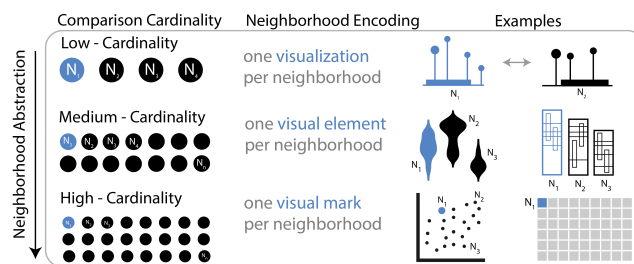 Comparison Cardinality
Neighborhood Encoding
Examples
Neighborhood Abstraction
Low - Cardinality
N1 N2 N3
one visualization
per neighborhood
N1
N2
Medium - Cardinality
N1 N2 N3 N4
Nn
one visual element
per neighborhood
N1
N2
N3
N1 N2 N3
High - Cardinality
N1 N2 N3
Nn
one visual mark
per neighborhood
N1
N2
N3
N1